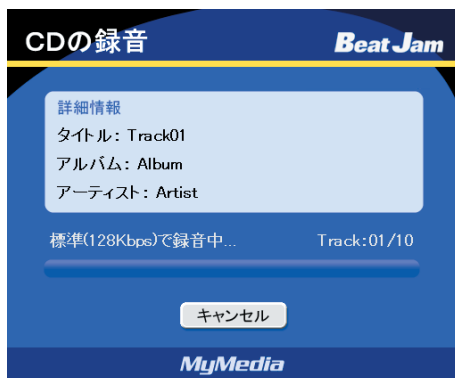 CDの録音
Beat Jam
詳細情報
タイトル: Track01
アルバム: Album
アーティスト: Artist
標準(128Kbps)で録音中... Track:01/10
キャンセル
MyMedia